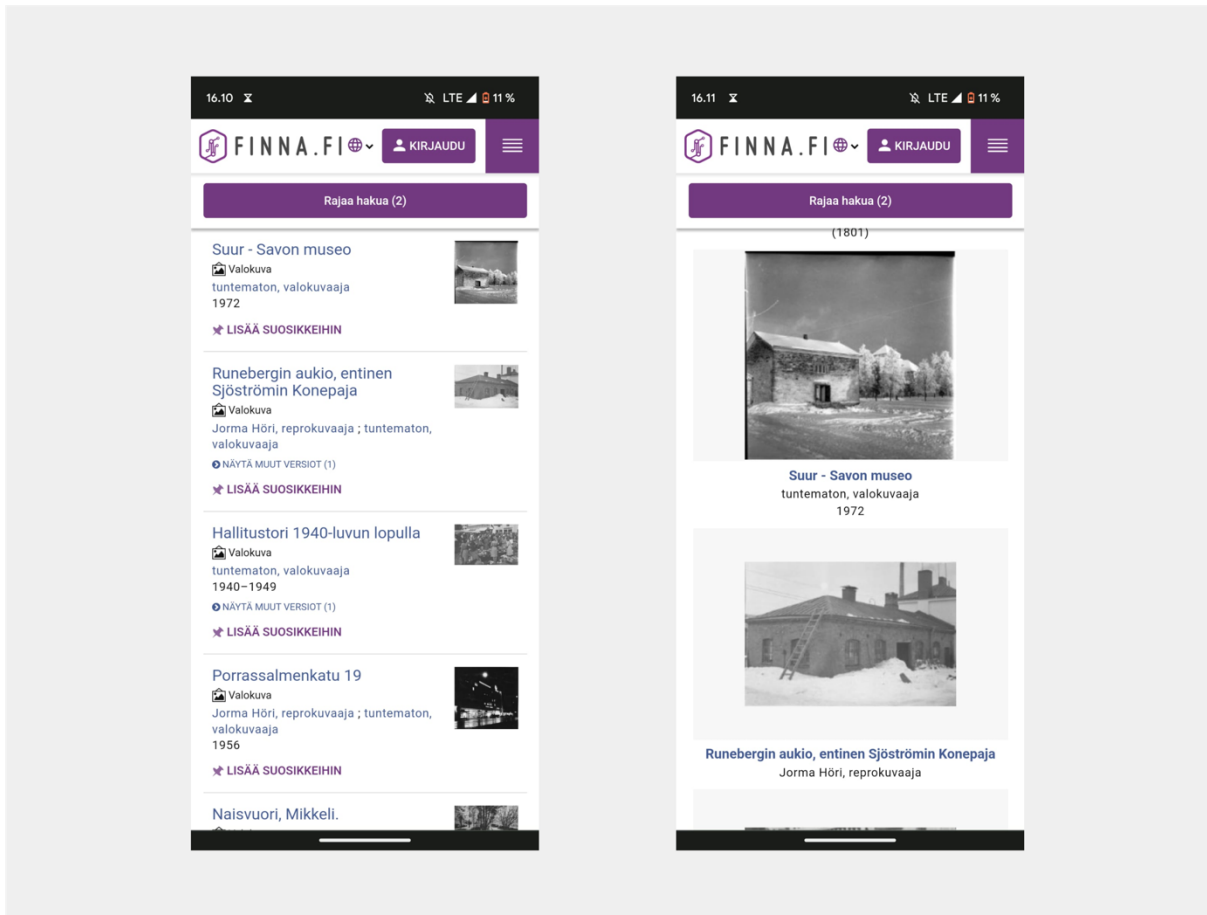 16.10 LTE 11 %
FINNA.FI KIRJAUDU
Rajaa hakua (2)
Suur - Savon museo
Valokuva
tuntematon, valokuvaaja
1972
LISÄÄ SUOSIKKEIHIN
Runebergin aukio, entinen
Sjöströmin Konepaja
Valokuva
Jorma Höri, reprokuvaaja ; tuntematon,
valokuvaaja
NÄYTÄ MUUT VERSIOT (1)
LISÄÄ SUOSIKKEIHIN
Hallitustori 1940-luvun lopulla
Valokuva
tuntematon, valokuvaaja
1940–1949
NÄYTÄ MUUT VERSIOT (1)
LISÄÄ SUOSIKKEIHIN
Porrassalmenkatu 19
Valokuva
Jorma Höri, reprokuvaaja ; tuntematon,
valokuvaaja
1956
LISÄÄ SUOSIKKEIHIN
Naisvuori, Mikkeli.
16.11 LTE 11 %
FINNA.FI KIRJAUDU
Rajaa hakua (2)
(1801)
Suur - Savon museo
tuntematon, valokuvaaja
1972
Runebergin aukio, entinen Sjöströmin Konepaja
Jorma Höri, reprokuvaaja